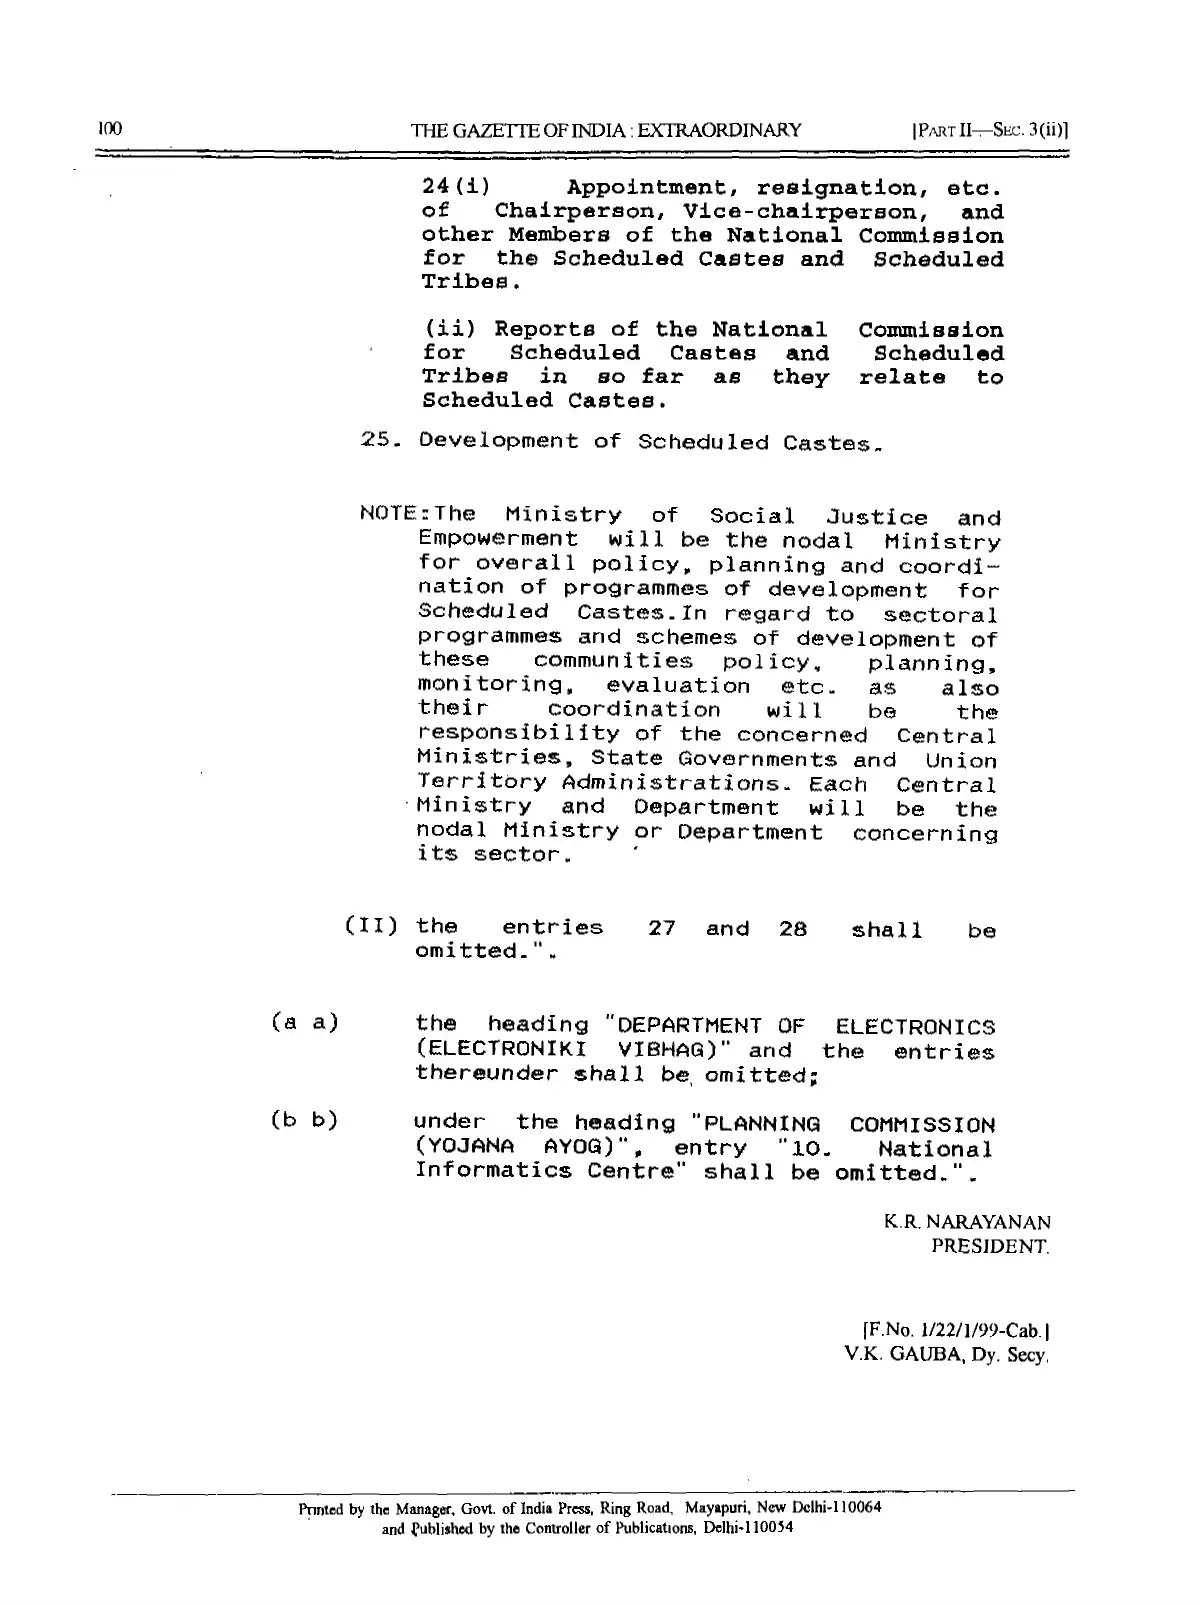 100 THE GAZETTE OF INDIA : EXTRAORDINARY [PART II—SEC. 3(ii)]
24(i) Appointment, resignation, etc.
of Chairperson, Vice-chairperson, and
other Members of the National Commission
for the Scheduled Castes and Scheduled
Tribes.
(ii) Reports of the National Commission
for Scheduled Castes and Scheduled
Tribes in so far as they relate to
Scheduled Castes.
25. Development of Scheduled Castes.
NOTE:The Ministry of Social Justice and
Empowerment will be the nodal Ministry
for overall policy, planning and coordi-
nation of programmes of development for
Scheduled Castes.In regard to sectoral
programmes and schemes of development of
these communities policy, planning,
monitoring, evaluation etc. as also
their coordination will be the
responsibility of the concerned Central
Ministries, State Governments and Union
Territory Administrations. Each Central
Ministry and Department will be the
nodal Ministry or Department concerning
its sector.
(II) the entries 27 and 28 shall be
omitted.".
(a a) the heading "DEPARTMENT OF ELECTRONICS
(ELECTRONIKI VIBHAG)" and the entries
thereunder shall be omitted;
(b b) under the heading "PLANNING COMMISSION
(YOJANA AYOG)", entry "10. National
Informatics Centre" shall be omitted.".
K.R. NARAYANAN
PRESIDENT.
[F.No. 1/22/1/99-Cab.]
V.K. GAUBA, Dy. Secy.
Printed by the Manager, Govt. of India Press, Ring Road, Mayapuri, New Delhi-110064
and Published by the Controller of Publications, Delhi-110054